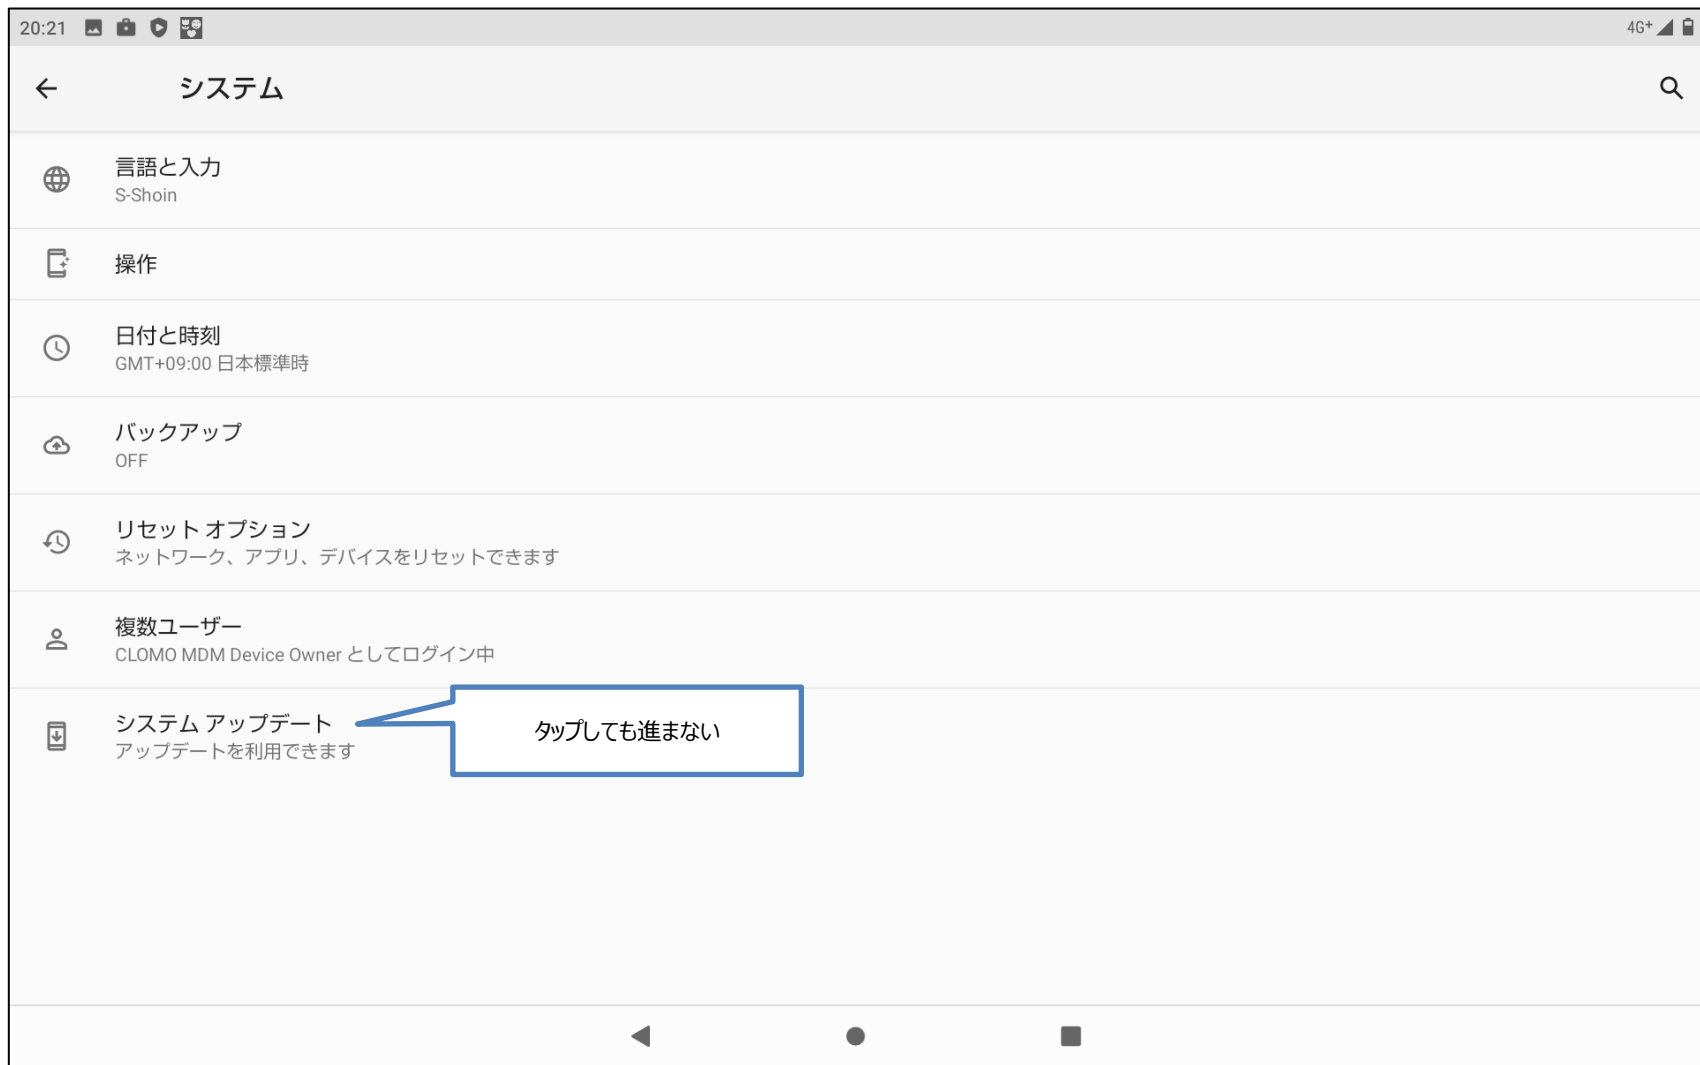 20:21
4G+
システム
言語と入力
S-Shoin
操作
日付と時刻
GMT+09:00 日本標準時
バックアップ
OFF
リセット オプション
ネットワーク、アプリ、デバイスをリセットできます
複数ユーザー
CLOMO MDM Device Owner としてログイン中
システム アップデート
アップデートを利用できます
タップしても進まない